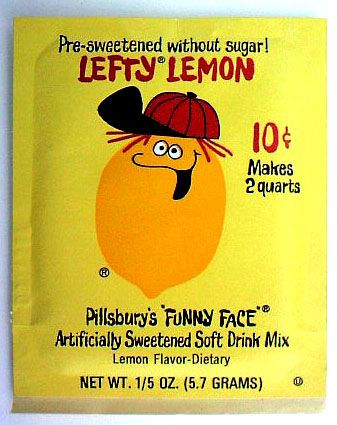 Pre-sweetened without sugar!
LEFTY® LEMON
10¢
Makes
2 quarts
®
Pillsbury's "FUNNY FACE"®
Artificially Sweetened Soft Drink Mix
Lemon Flavor-Dietary
NET WT. 1/5 OZ. (5.7 GRAMS) Ⓤ